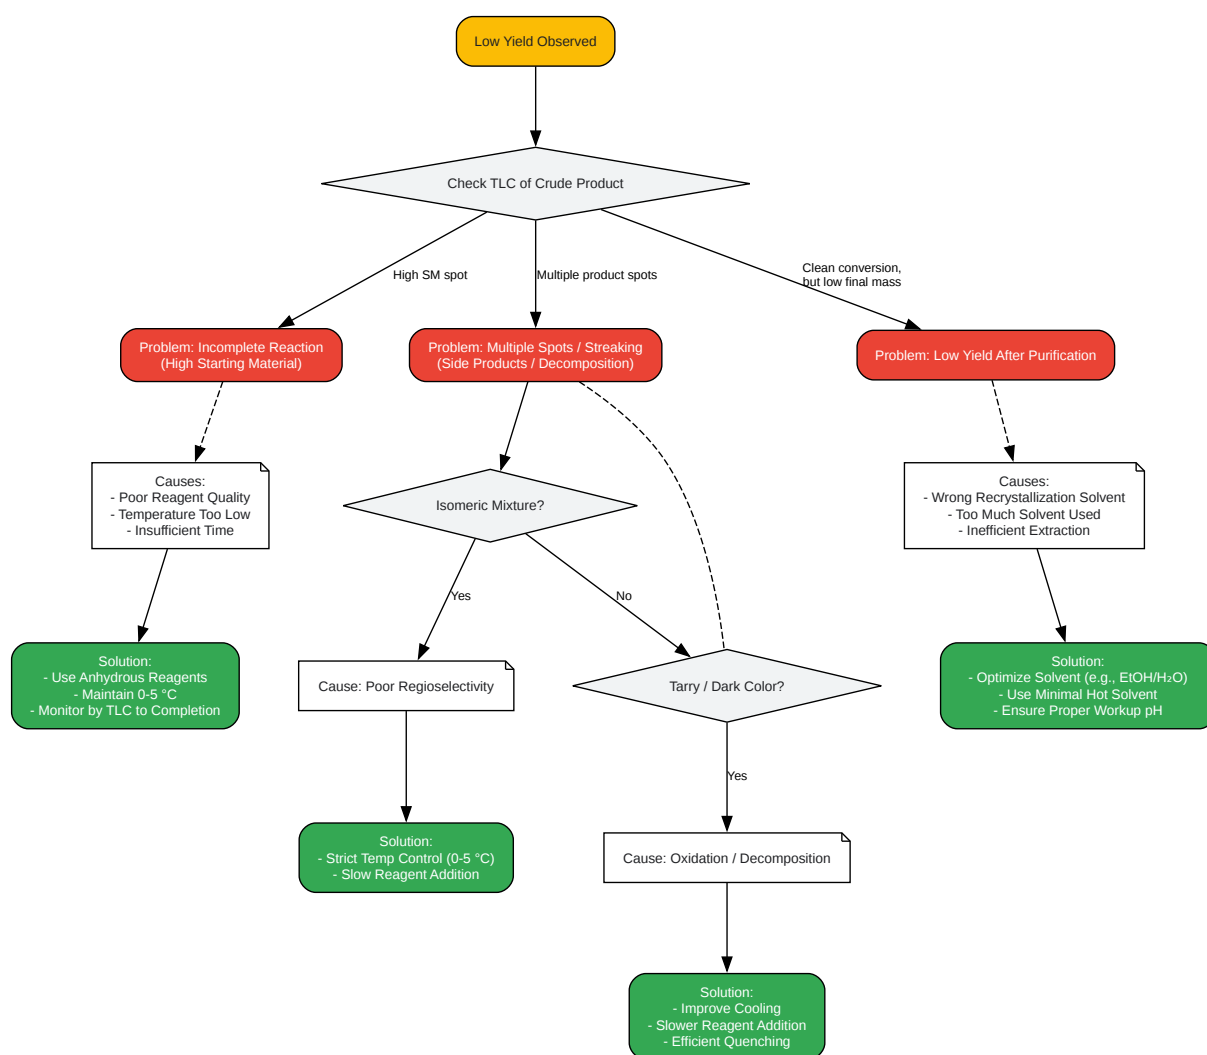 Low Yield Observed
Check TLC of Crude Product
High SM spot
Multiple product spots
Clean conversion,
but low final mass
Problem: Incomplete Reaction
(High Starting Material)
Problem: Multiple Spots / Streaking
(Side Products / Decomposition)
Problem: Low Yield After Purification
Causes:
- Poor Reagent Quality
- Temperature Too Low
- Insufficient Time
Isomeric Mixture?
Causes:
- Wrong Recrystallization Solvent
- Too Much Solvent Used
- Inefficient Extraction
Yes
No
Solution:
- Use Anhydrous Reagents
- Maintain 0-5 °C
- Monitor by TLC to Completion
Cause: Poor Regioselectivity
Tarry / Dark Color?
Solution:
- Optimize Solvent (e.g., EtOH/H₂O)
- Use Minimal Hot Solvent
- Ensure Proper Workup pH
Yes
Solution:
- Strict Temp Control (0-5 °C)
- Slow Reagent Addition
Cause: Oxidation / Decomposition
Solution:
- Improve Cooling
- Slower Reagent Addition
- Efficient Quenching